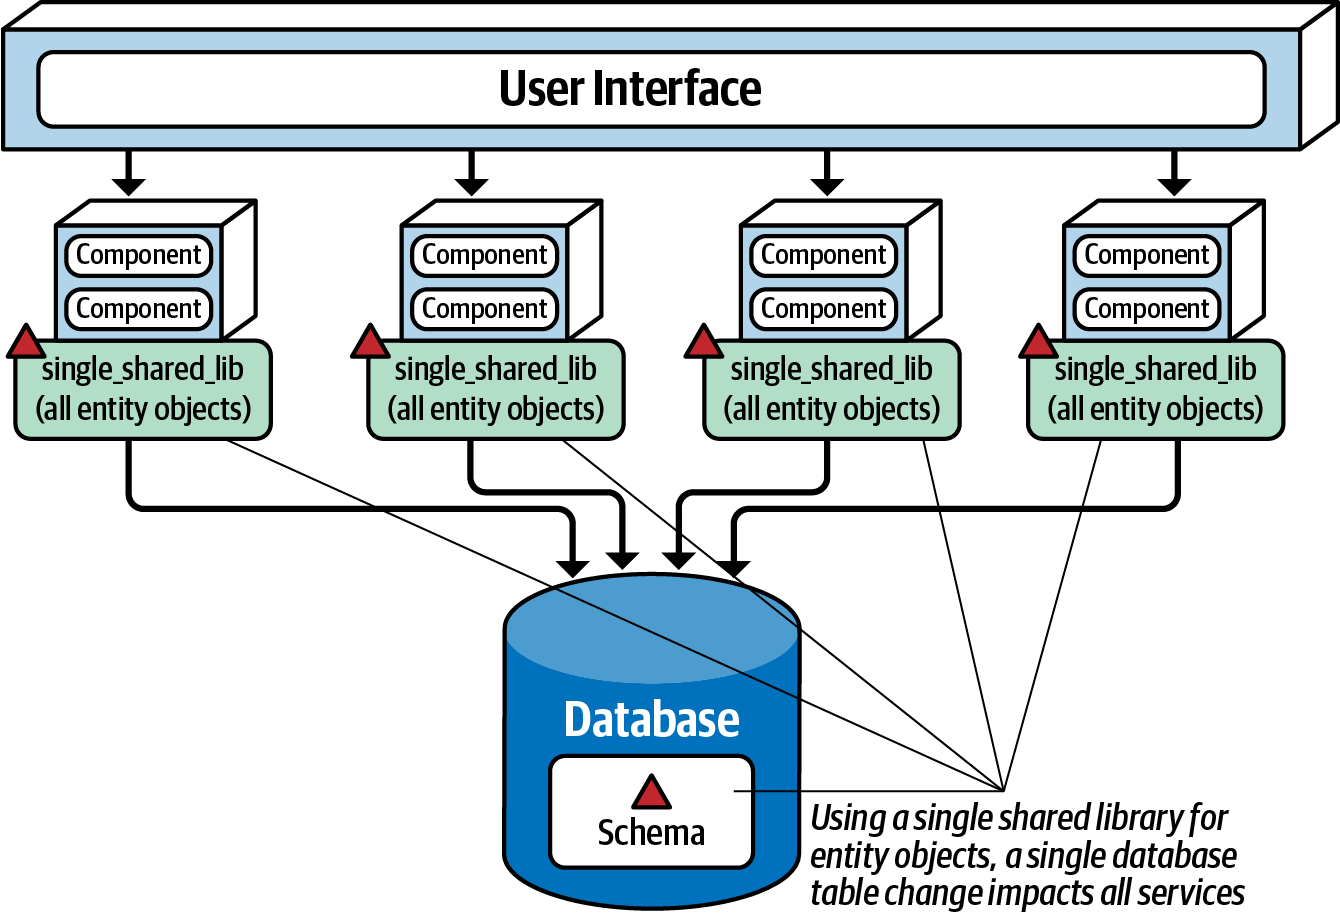 User Interface
Component
Component
single_shared_lib
(all entity objects)
Component
Component
single_shared_lib
(all entity objects)
Component
Component
single_shared_lib
(all entity objects)
Component
Component
single_shared_lib
(all entity objects)
Database
Schema
Using a single shared library for
entity objects, a single database
table change impacts all services